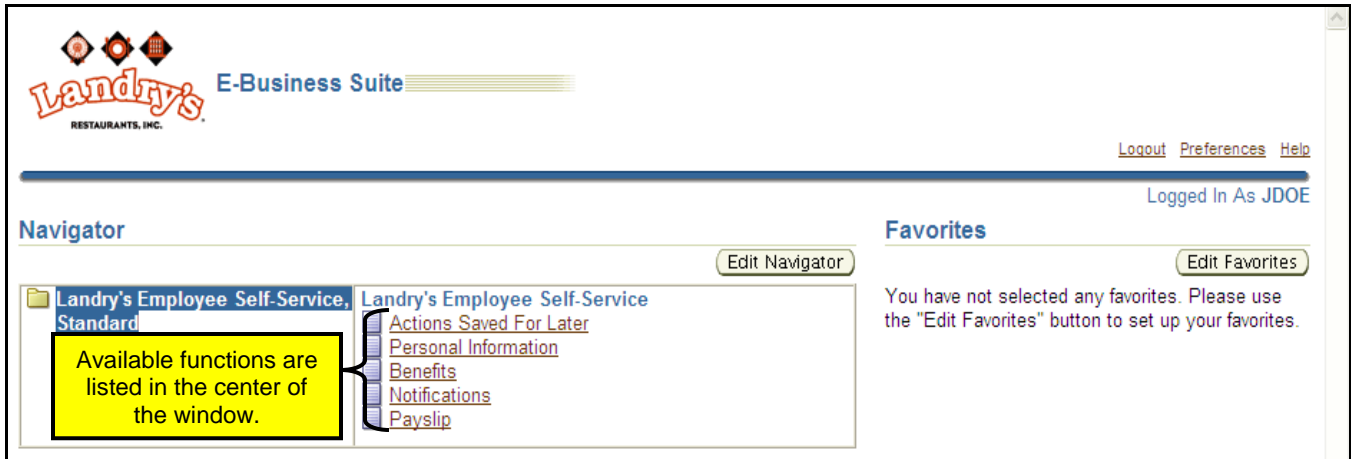 Landry's
RESTAURANTS, INC.
E-Business Suite
Logout Preferences Help
Logged In As JDOE
Navigator
Edit Navigator
Landry's Employee Self-Service,
Standard
Available functions are
listed in the center of
the window.
Landry's Employee Self-Service
Actions Saved For Later
Personal Information
Benefits
Notifications
Payslip
Favorites
Edit Favorites
You have not selected any favorites. Please use
the "Edit Favorites" button to set up your favorites.